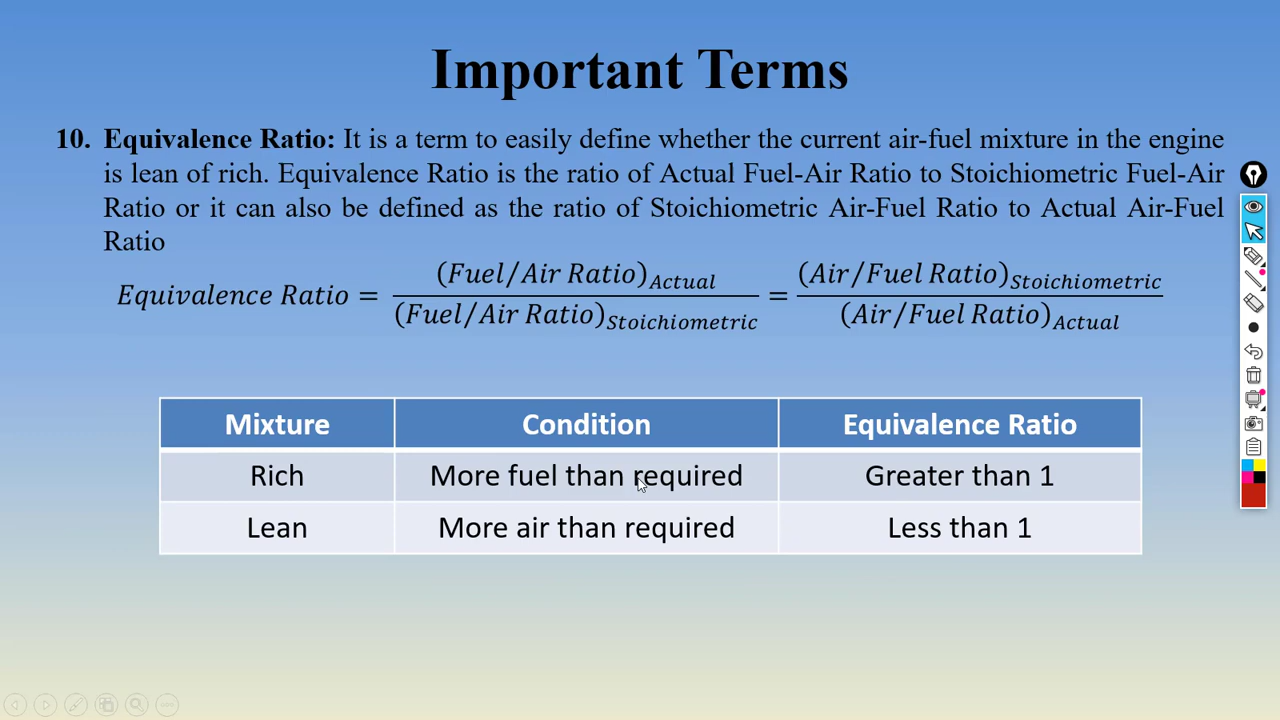 Important Terms
10. Equivalence Ratio: It is a term to easily define whether the current air-fuel mixture in the engine
is lean of rich. Equivalence Ratio is the ratio of Actual Fuel-Air Ratio to Stoichiometric Fuel-Air
Ratio or it can also be defined as the ratio of Stoichiometric Air-Fuel Ratio to Actual Air-Fuel
Ratio
Equivalence Ratio = (Fuel/Air Ratio)Actual / (Fuel/Air Ratio)Stoichiometric = (Air/Fuel Ratio)Stoichiometric / (Air/Fuel Ratio)Actual
Mixture Condition Equivalence Ratio
Rich More fuel than required Greater than 1
Lean More air than required Less than 1